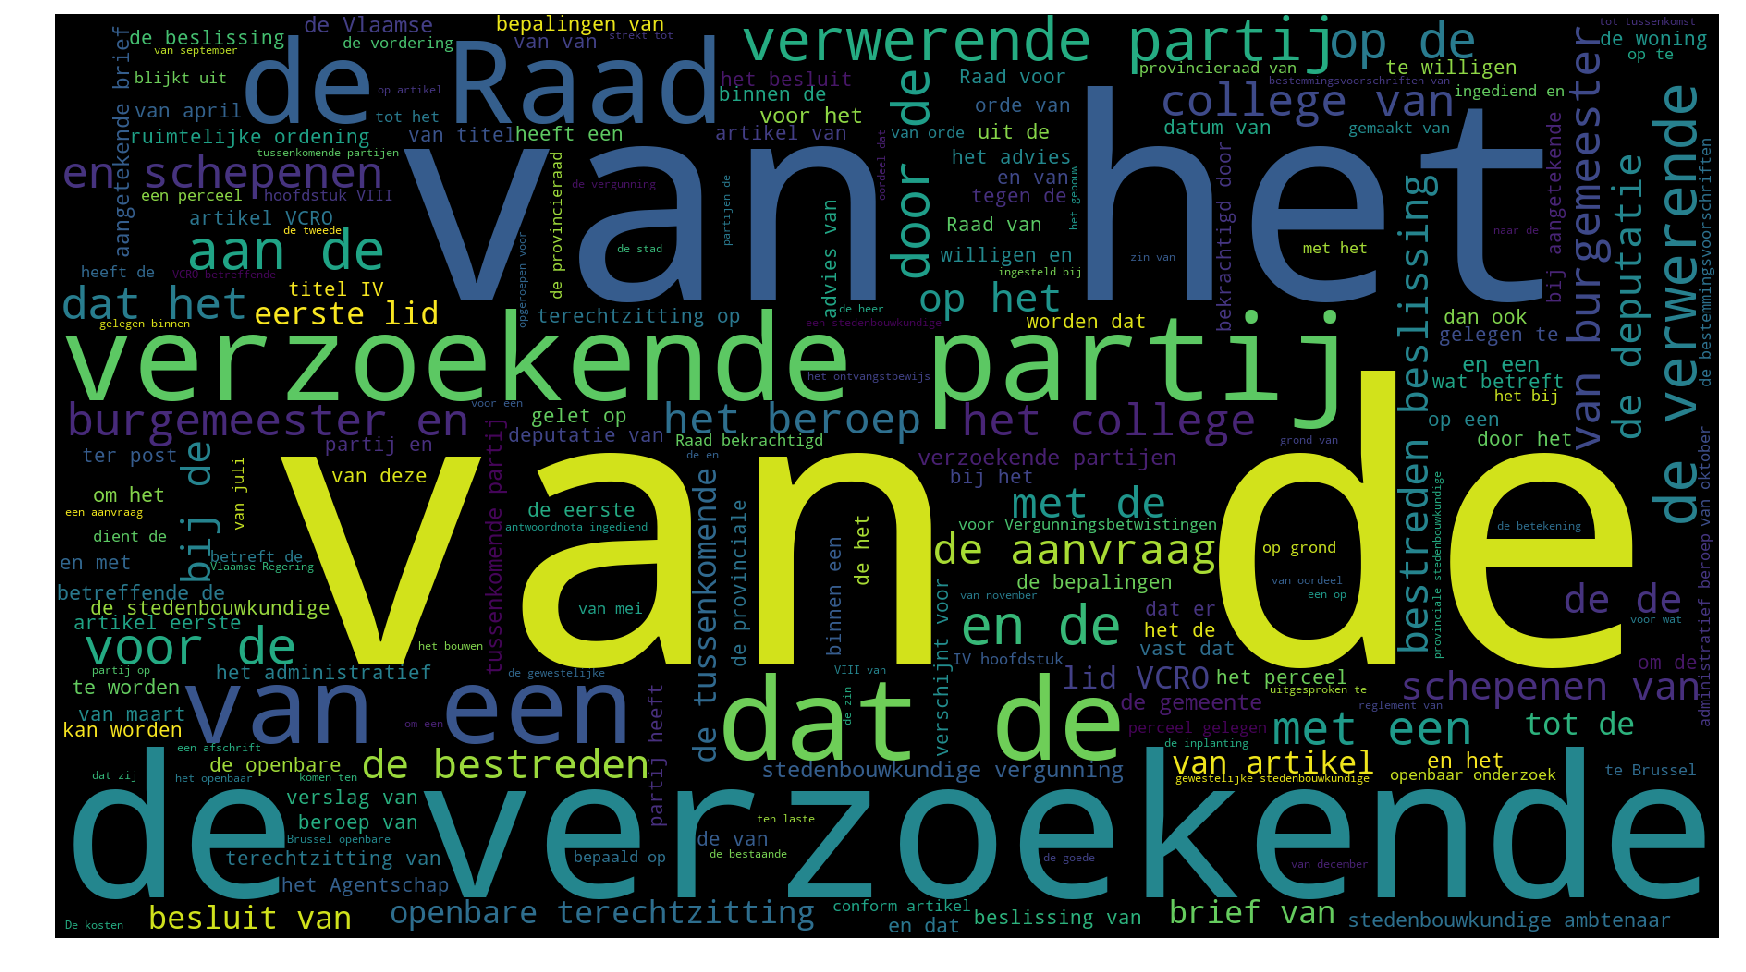 de Vlaamse
bepalingen van
tot tussenkomst
de beslissing
van september
de vordering
van van
strekt tot
verwerende partij
op de
de woning
op te
blijkt uit
de Raad
het besluit
Raad voor
provincieraad van
te willigen
bestemmingsvoorschriften van
aangetekende brief
op artikel
binnen de
orde van
college van
ingediend en
van april
tot het
voor het
ruimtelijke ordening
van titel
heeft een
artikel van
van orde
uit de
datum van
gemaakt van
tussenkomende partijen
van het
het advies
en schepenen
de vergunning
en van
een perceel
hoofdstuk VIII
de provincieraad
partijen de
oordeel dat
door de
tegen de
het gebouw
artikel VCRO
Raad van
de tweede
aan de
de stad
advies van
willigen en
zin van
met het
naar de
heeft de
VCRO betreffende
ingesteld bij
bekrachtigd door
bestreden beslissing
bij aangetekende
van burgemeester
de deputatie
de verwerende
de bestemmingsvoorschriften
titel IV
opgeroepen voor
dat het
eerste lid
de heer
op het
gelegen binnen
terechtzitting op
een stedenbouwkundige
worden dat
dan ook
gelegen te
verzoekende partij
en een
het ontvangstbewijs
wat betreft
het bij
burgemeester en
voor een
gelet op
het beroep
het college
op een
deputatie van
Raad bekrachtigd
grond van
door het
partij en
ter post
bij de
de en
verzoekende partijen
van deze
bij het
van juli
om het
tussenkomende partij
de eerste
de tussenkomende
de provinciale
met de
een aanvraag
antwoordnota ingediend
voor Vergunningsbetwistingen
de betekening
dient de
van de
de het
de aanvraag
op grond
en met
betreft de
Vlaamse Regering
de bepalingen
van oordeel
provinciale stedenbouwkundige
administratief beroep
van oktober
betreffende de
van november
een op
de stedenbouwkundige
van mei
binnen een
verschijnt voor
dat er
de de
artikel eerste
en de
het de
voor wat
voor de
het bouwen
vast dat
partij op
het administratief
de gewestelijke
VIII van
IV hoofdstuk
om de
te worden
lid VCRO
het perceel
uitgesproken te
schepenen van
van maart
van een
partij heeft
de zin
de gemeente
reglement van
kan worden
om een
dat de
perceel gelegen
met een
tot de
een afschrift
de inplanting
de openbare
de bestreden
stedenbouwkundige vergunning
van artikel
en het
dat zij
het openbaar
komen ten
gewestelijke stedenbouwkundige
openbaar onderzoek
te Brussel
verslag van
de verzoekende
beroep van
ten laste
Brussel openbare
de van
terechtzitting van
bepaald op
de bestaande
de goede
van december
het Agentschap
De kosten
besluit van
openbare terechtzitting
conform artikel
en dat
beslissing van
brief van
stedenbouwkundige ambtenaar